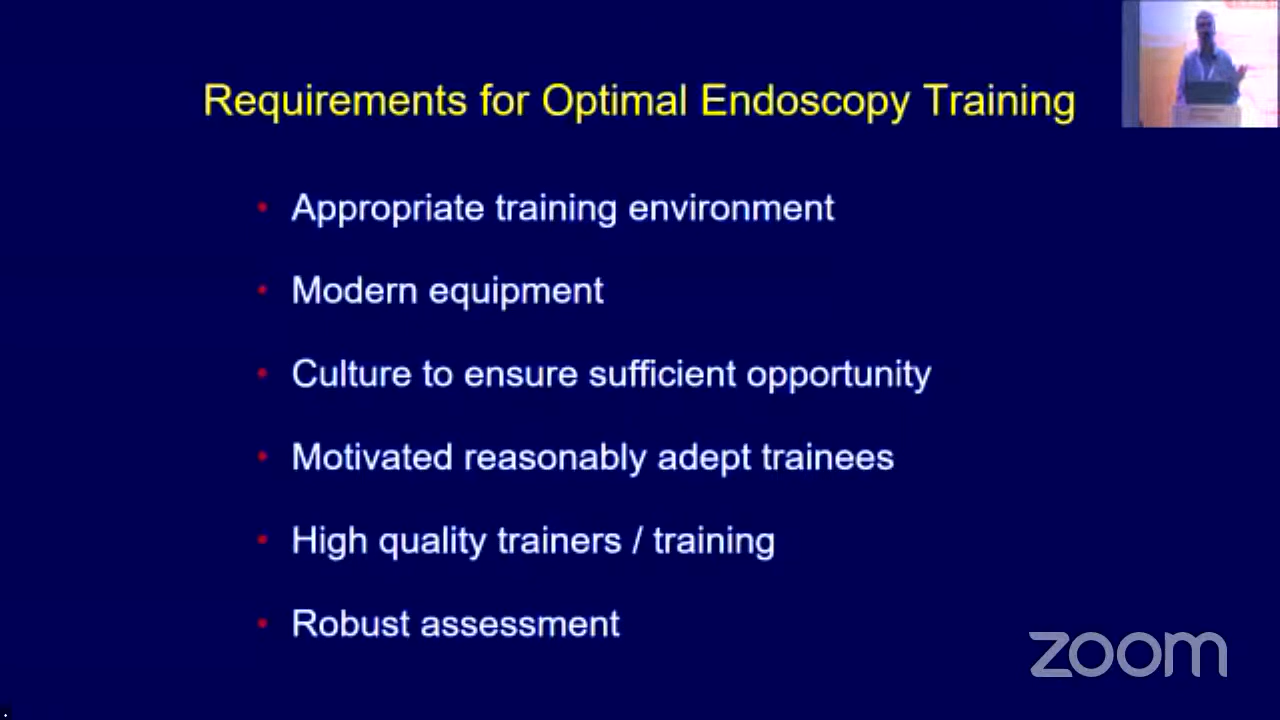 Requirements for Optimal Endoscopy Training
• Appropriate training environment
• Modern equipment
• Culture to ensure sufficient opportunity
• Motivated reasonably adept trainees
• High quality trainers / training
• Robust assessment
zoom